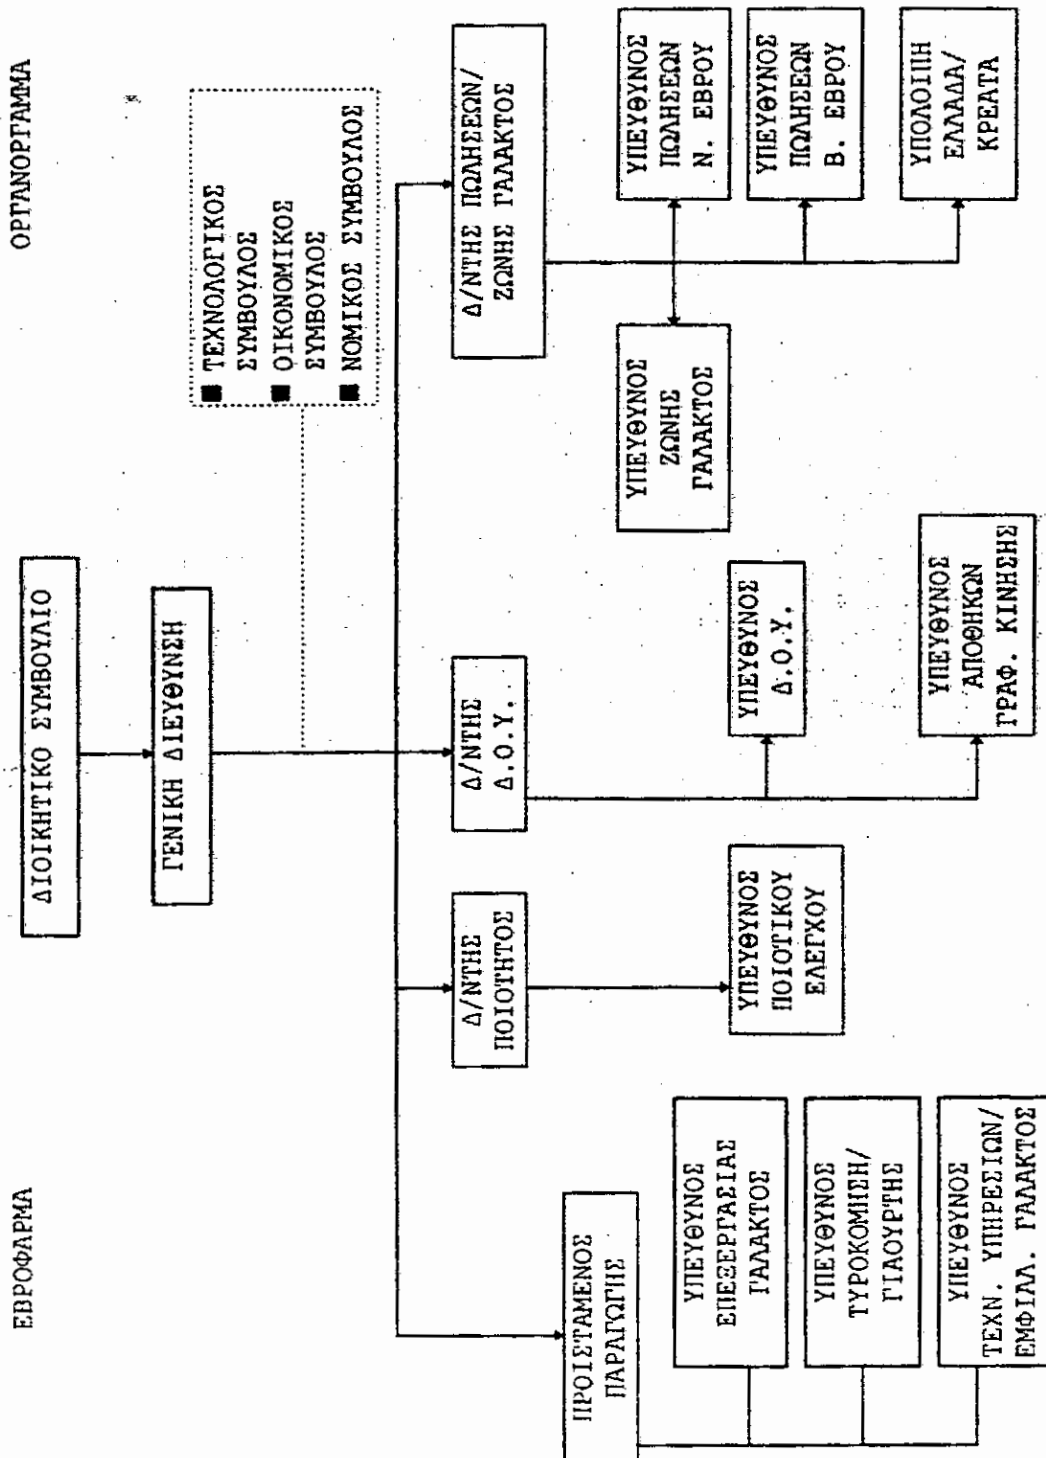 ΕΒΡΟΦΑΡΜΑ
ΟΡΓΑΝΟΓΡΑΜΜΑ
ΔΙΟΙΚΗΤΙΚΟ ΣΥΜΒΟΥΛΙΟ
ΓΕΝΙΚΗ ΔΙΕΥΘΥΝΣΗ
■ ΤΕΧΝΟΛΟΓΙΚΟΣ
ΣΥΜΒΟΥΛΟΣ
■ ΟΙΚΟΝΟΜΙΚΟΣ
ΣΥΜΒΟΥΛΟΣ
■ ΝΟΜΙΚΟΣ ΣΥΜΒΟΥΛΟΣ
ΠΡΟΙΣΤΑΜΕΝΟΣ
ΠΑΡΑΓΩΓΗΣ
Δ/ΝΤΗΣ
ΠΟΙΟΤΗΤΟΣ
Δ/ΝΤΗΣ
Δ.Ο.Υ.
Δ/ΝΤΗΣ ΠΩΛΗΣΕΩΝ/
ΖΩΝΗΣ ΓΑΛΑΚΤΟΣ
ΥΠΕΥΘΥΝΟΣ
ΕΠΕΞΕΡΓΑΣΙΑΣ
ΓΑΛΑΚΤΟΣ
ΥΠΕΥΘΥΝΟΣ
ΤΥΡΟΚΟΜΗΣΗ/
ΓΙΑΟΥΡΤΗΣ
ΥΠΕΥΘΥΝΟΣ
ΤΕΧΝ. ΥΠΗΡΕΣΙΩΝ/
ΕΜΦΙΑΛ. ΓΑΛΑΚΤΟΣ
ΥΠΕΥΘΥΝΟΣ
ΠΟΙΟΤΙΚΟΥ
ΕΛΕΓΧΟΥ
ΥΠΕΥΘΥΝΟΣ
Δ.Ο.Υ.
ΥΠΕΥΘΥΝΟΣ
ΑΠΟΘΗΚΩΝ
ΓΡΑΦ. ΚΙΝΗΣΗΣ
ΥΠΕΥΘΥΝΟΣ
ΖΩΝΗΣ
ΓΑΛΑΚΤΟΣ
ΥΠΕΥΘΥΝΟΣ
ΠΩΛΗΣΕΩΝ
Ν. ΕΒΡΟΥ
ΥΠΕΥΘΥΝΟΣ
ΠΩΛΗΣΕΩΝ
Β. ΕΒΡΟΥ
ΥΠΟΛΟΙΠΗ
ΕΛΛΑΔΑ/
ΚΡΕΑΤΑ